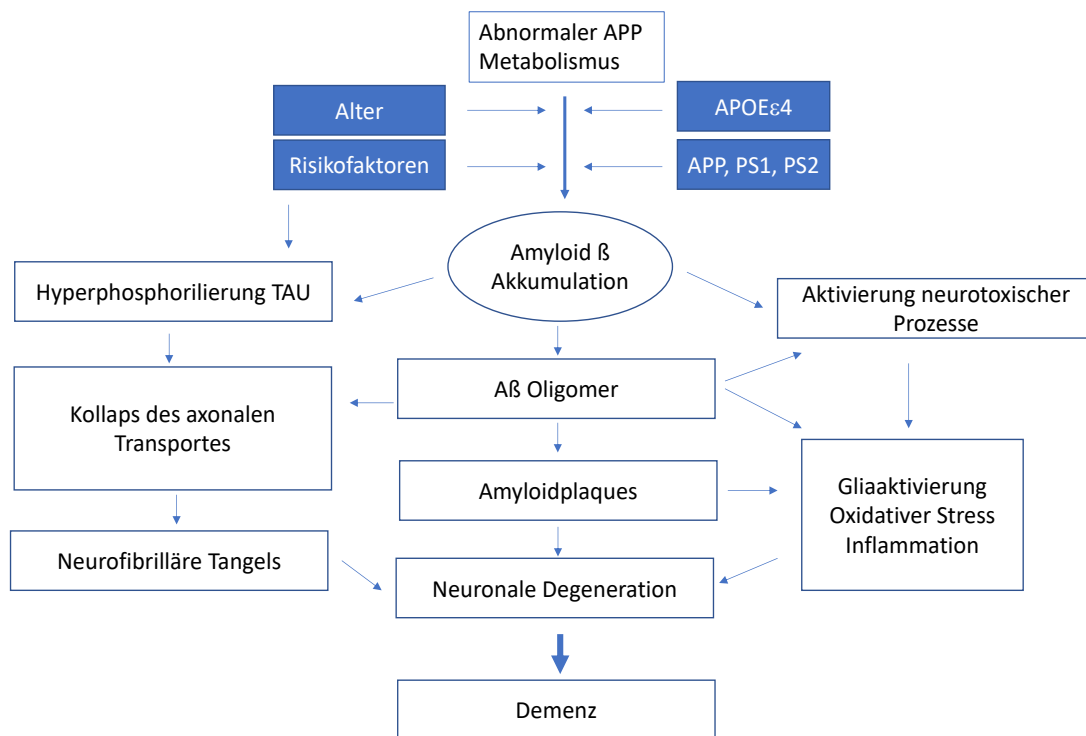 Abnormaler APP
Metabolismus
Alter
APOEε4
Risikofaktoren
APP, PS1, PS2
Amyloid ß
Akkumulation
Hyperphosphorilierung TAU
Aktivierung neurotoxischer
Prozesse
Aß Oligomer
Kollaps des axonalen
Transportes
Amyloidplaques
Gliaaktivierung
Oxidativer Stress
Inflammation
Neurofibrilläre Tangels
Neuronale Degeneration
Demenz